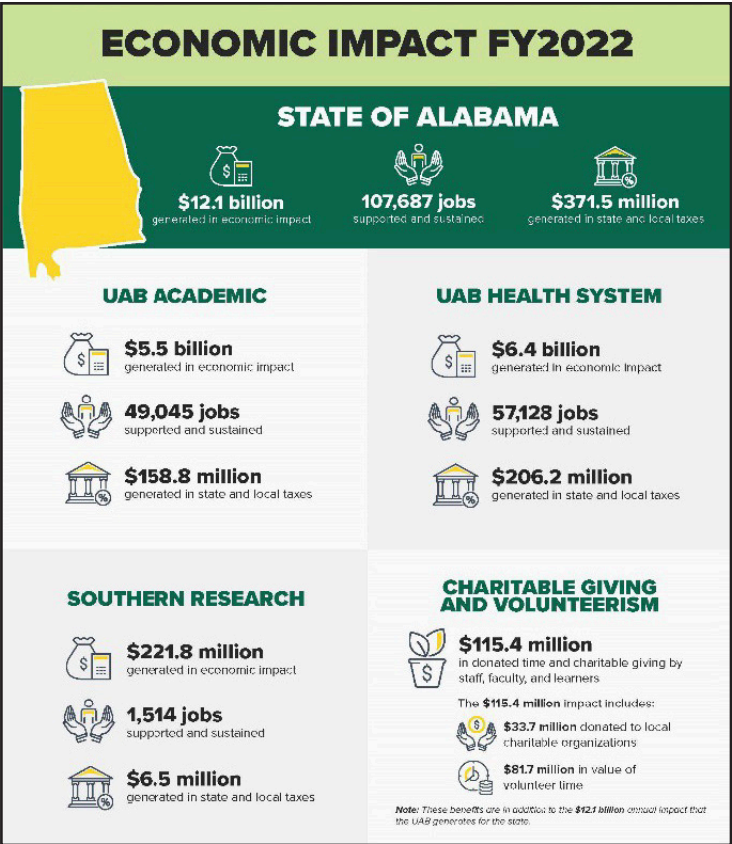 ECONOMIC IMPACT FY2022
STATE OF ALABAMA
$12.1 billion
generated in economic impact
107,687 jobs
supported and sustained
$371.5 million
generated in state and local taxes
UAB ACADEMIC
$5.5 billion
generated in economic impact
49,045 jobs
supported and sustained
$158.8 million
generated in state and local taxes
UAB HEALTH SYSTEM
$6.4 billion
generated in economic impact
57,128 jobs
supported and sustained
$206.2 million
generated in state and local taxes
SOUTHERN RESEARCH
$221.8 million
generated in economic impact
1,514 jobs
supported and sustained
$6.5 million
generated in state and local taxes
CHARITABLE GIVING
AND VOLUNTEERISM
$115.4 million
in donated time and charitable giving by
staff, faculty, and learners
The $115.4 million impact includes:
$33.7 million donated to local
charitable organizations
$81.7 million in value of
volunteer time
Note: These benefits are in addition to the $12.1 billion annual impact that
the UAB generates for the state.